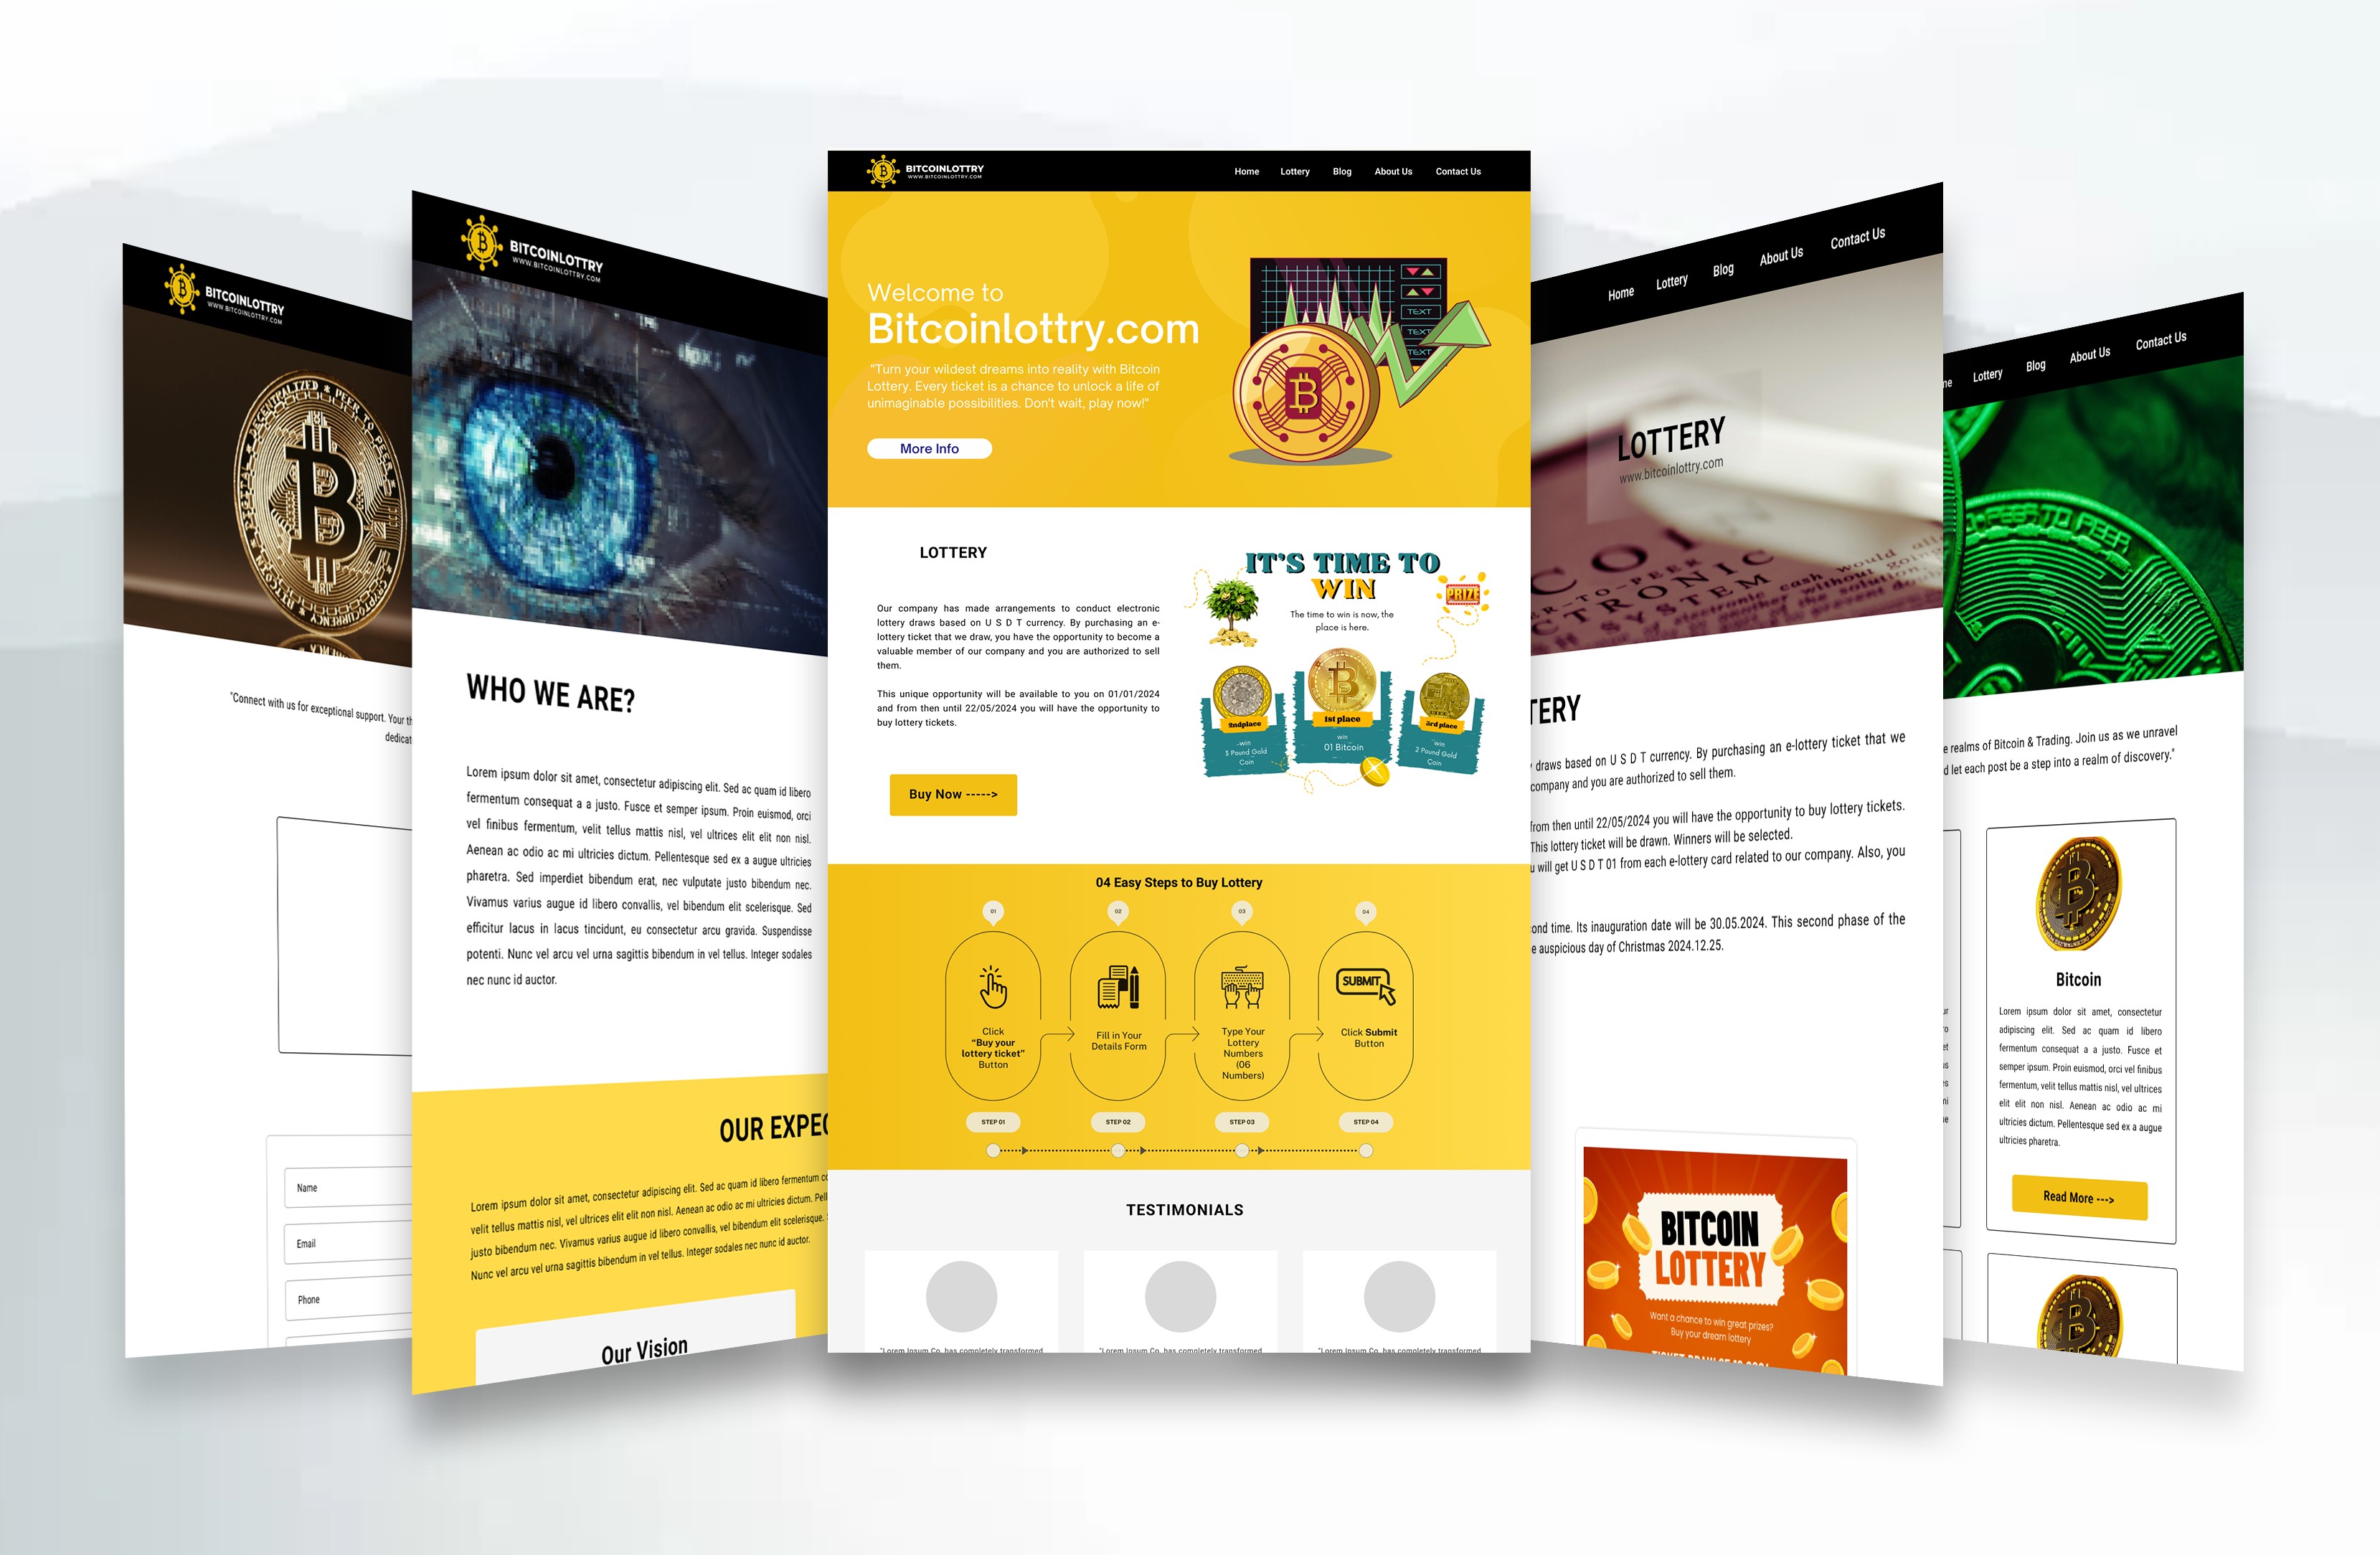 BITCOINLOTTRY
WWW.BITCOINLOTTRY.COM
DECENTRALIZED * PEER TO PEER
CRYPTOCURRENCY
"Connect with us for exceptional support. Your
dedicat
Name
Email
Phone
BITCOINLOTTRY
WWW.BITCOINLOTTRY.COM
WHO WE ARE?
Lorem ipsum dolor sit amet, consectetur adipiscing elit. Sed ac quam id libero
fermentum consequat a a justo. Fusce et semper ipsum. Proin euismod, orci
vel finibus fermentum, velit tellus mattis nisl, vel ultrices elit elit non nisl.
Aenean ac odio ac mi ultricies dictum. Pellentesque sed ex a augue ultricies
pharetra. Sed imperdiet bibendum erat, nec vulputate justo bibendum nec.
Vivamus varius augue id libero convallis, vel bibendum elit scelerisque. Sed
efficitur lacus in lacus tincidunt, eu consectetur arcu gravida. Suspendisse
potenti. Nunc vel arcu vel urna sagittis bibendum in vel tellus. Integer sodales
nec nunc id auctor.
OUR EXPEC
Lorem ipsum dolor sit amet, consectetur adipiscing elit. Sed ac quam id libero fermentum
velit tellus mattis nisl, vel ultrices elit elit non nisl. Aenean ac odio ac mi ultricies dictum.
justo bibendum nec. Vivamus varius augue id libero convallis, vel bibendum elit scelerisque.
Nunc vel arcu vel urna sagittis bibendum in vel tellus. Integer sodales nec nunc id auctor.
Our Vision
BITCOINLOTTRY
WWW.BITCOINLOTTRY.COM
Home Lottery Blog About Us Contact Us
Welcome to
Bitcoinlottry.com
"Turn your wildest dreams into reality with Bitcoin
Lottery. Every ticket is a chance to unlock a life of
unimaginable possibilities. Don't wait, play now!"
More Info
TEXT
TEXT
TEXT
LOTTERY
Our company has made arrangements to conduct electronic
lottery draws based on U S D T currency. By purchasing an e-
lottery ticket that we draw, you have the opportunity to become a
valuable member of our company and you are authorized to sell
them.
This unique opportunity will be available to you on 01/01/2024
and from then until 22/05/2024 you will have the opportunity to
buy lottery tickets.
Buy Now ----->
IT'S TIME TO
WIN
The time to win is now, the
place is here.
PRIZE
2ndplace
win
3 Pound Gold
Coin
1st place
win
01 Bitcoin
3rd place
win
2 Pound Gold
Coin
04 Easy Steps to Buy Lottery
01 02 03 04
Click
“Buy your
lottery ticket”
Button
Fill in Your
Details Form
Type Your
Lottery
Numbers
(06
Numbers)
SUBMIT
Click Submit
Button
STEP 01 STEP 02 STEP 03 STEP 04
TESTIMONIALS
"Lorem Ipsum Co. has completely transformed
"Lorem Ipsum Co. has completely transformed
"Lorem Ipsum Co. has completely transformed
Home Lottery Blog About Us Contact Us
LOTTERY
www.bitcoinlottry.com
TERY
draws based on U S D T currency. By purchasing an e-lottery ticket that we
company and you are authorized to sell them.
from then until 22/05/2024 you will have the opportunity to buy lottery tickets.
This lottery ticket will be drawn. Winners will be selected.
u will get U S D T 01 from each e-lottery card related to our company. Also, you
ond time. Its inauguration date will be 30.05.2024. This second phase of the
e auspicious day of Christmas 2024.12.25.
BITCOIN
LOTTERY
Want a chance to win great prizes?
Buy your dream lottery
me Lottery Blog About Us Contact Us
PEER TO PEER
e realms of Bitcoin & Trading. Join us as we unravel
d let each post be a step into a realm of discovery."
Bitcoin
Lorem ipsum dolor sit amet, consectetur
adipiscing elit. Sed ac quam id libero
fermentum consequat a a justo. Fusce et
semper ipsum. Proin euismod, orci vel finibus
fermentum, velit tellus mattis nisl, vel ultrices
elit elit non nisl. Aenean ac odio ac mi
ultricies dictum. Pellentesque sed ex a augue
ultricies pharetra.
Read More --->